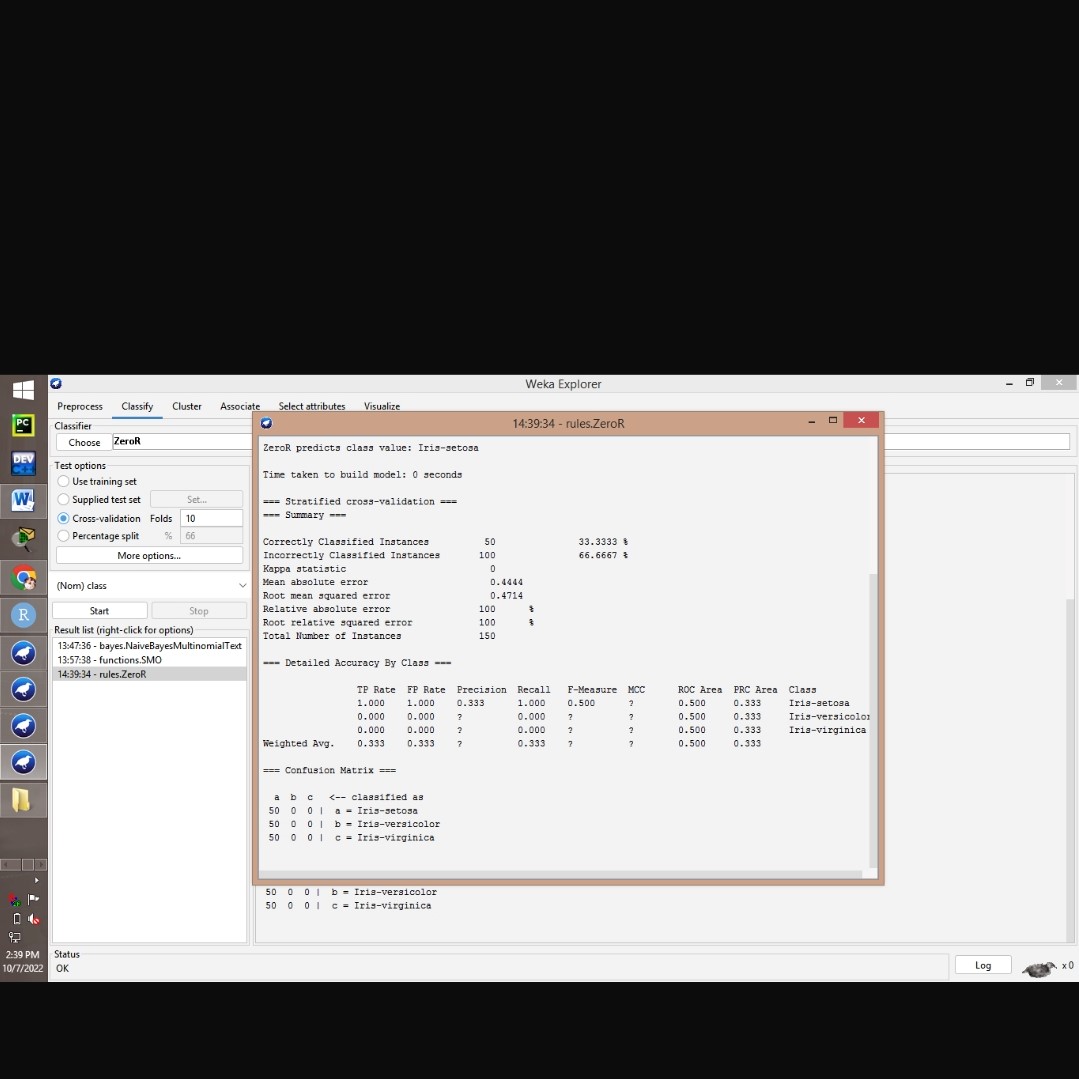 Weka Explorer
Preprocess Classify Cluster Associate Select attributes Visualize
Classifier
Choose ZeroR
Test options
Use training set
Supplied test set Set...
Cross-validation Folds 10
Percentage split % 66
More options...
(Nom) class
Start Stop
Result list (right-click for options)
13:47:36 - bayes.NaiveBayesMultinomialText
13:57:38 - functions.SMO
14:39:34 - rules.ZeroR
14:39:34 - rules.ZeroR
ZeroR predicts class value: Iris-setosa
Time taken to build model: 0 seconds
=== Stratified cross-validation ===
=== Summary ===
Correctly Classified Instances 50 33.3333 %
Incorrectly Classified Instances 100 66.6667 %
Kappa statistic 0
Mean absolute error 0.4444
Root mean squared error 0.4714
Relative absolute error 100 %
Root relative squared error 100 %
Total Number of Instances 150
=== Detailed Accuracy By Class ===
TP Rate FP Rate Precision Recall F-Measure MCC ROC Area PRC Area Class
1.000 1.000 0.333 1.000 0.500 ? 0.500 0.333 Iris-setosa
0.000 0.000 ? 0.000 ? ? 0.500 0.333 Iris-versicolor
0.000 0.000 ? 0.000 ? ? 0.500 0.333 Iris-virginica
Weighted Avg. 0.333 0.333 ? 0.333 ? ? 0.500 0.333
=== Confusion Matrix ===
a b c <-- classified as
50 0 0 | a = Iris-setosa
50 0 0 | b = Iris-versicolor
50 0 0 | c = Iris-virginica
50 0 0 | b = Iris-versicolor
50 0 0 | c = Iris-virginica
Status
OK
Log x 0
PC
DEV
W
R
2:39 PM
10/7/2022